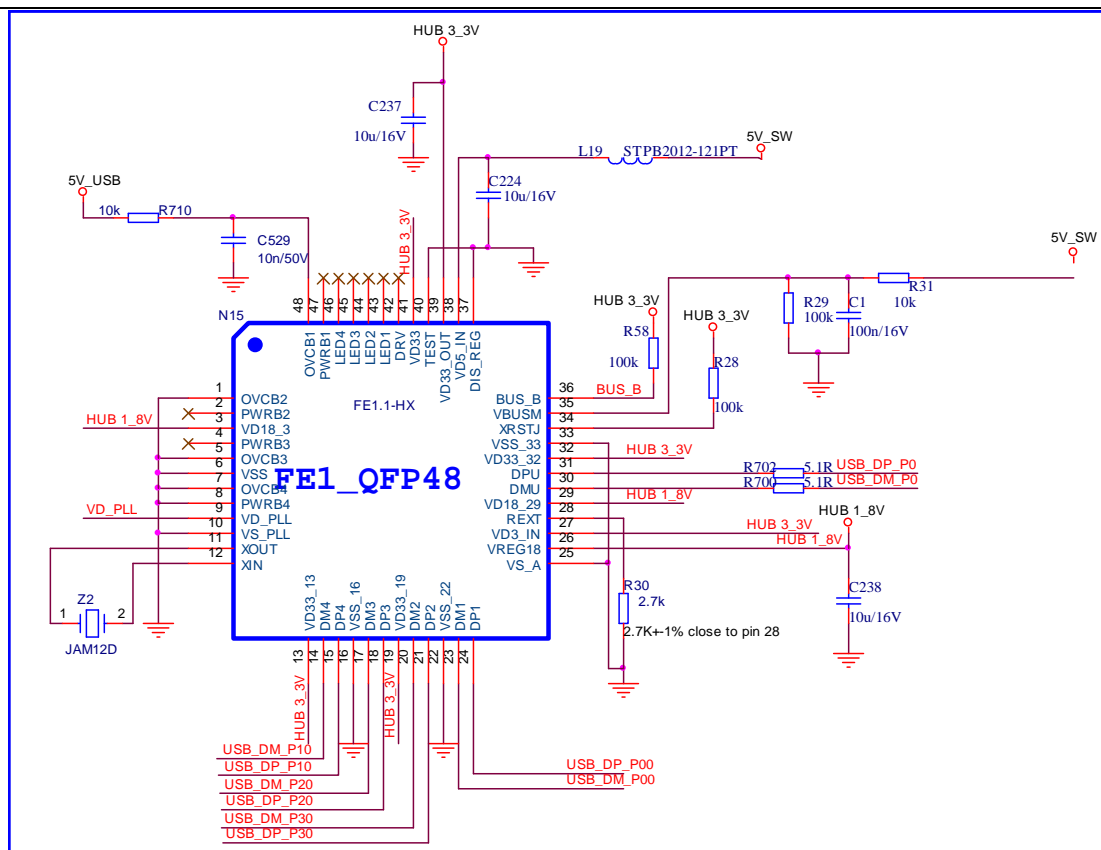 HUB 3_3V
C237
10u/16V
5V_SW
L19 STPB2012-121PT
5V_USB
C224
10u/16V
10k R710
C529
10n/50V
HUB 3_3V
5V_SW
R31
10k
R29
100k
C1
100n/16V
HUB 3_3V
R58
100k
HUB 3_3V
R28
100k
48
47
46
45
44
43
42
41
40
39
38
37
N15
OVCB1
PWRB1
LED4
LED3
LED2
LED1
DRV
VD33
TEST
VD33_OUT
VD5_IN
DIS_REG
FE1.1-HX
FE1_QFP48
1 OVCB2
2 PWRB2
HUB 1_8V 3 VD18_3
4 PWRB3
5 OVCB3
6 VSS
7 OVCB4
8 PWRB4
VD_PLL 9 VD_PLL
10 VS_PLL
11 XOUT
12 XIN
BUS_B 36 BUS_B
VBUSM 35
XRSTJ 34
VSS_33 33
VD33_32 32 HUB 3_3V
DPU 31 R702 5.1R USB_DP_P0
DMU 30 R700 5.1R USB_DM_P0
VD18_29 29 HUB 1_8V
REXT 28
VD3_IN 27 HUB 3_3V
VREG18 26 HUB 1_8V
VS_A 25
HUB 1_8V
C238
10u/16V
R30
2.7k
2.7K+-1% close to pin 28
Z2
1 2
JAM12D
VD33_13
DM4
DP4
VSS_16
DM3
DP3
VD33_19
DM2
DP2
VSS_22
DM1
DP1
13
14
15
16
17
18
19
20
21
22
23
24
HUB 3_3V
HUB 3_3V
USB_DM_P10
USB_DP_P10
USB_DM_P20
USB_DP_P20
USB_DM_P30
USB_DP_P30
USB_DP_P00
USB_DM_P00